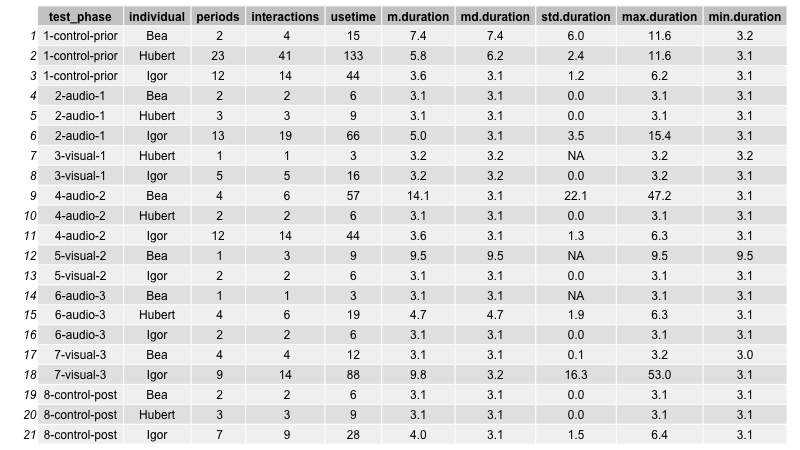 test_phase individual periods interactions usetime m.duration md.duration std.duration max.duration min.duration
1 1-control-prior Bea 2 4 15 7.4 7.4 6.0 11.6 3.2
2 1-control-prior Hubert 23 41 133 5.8 6.2 2.4 11.6 3.1
3 1-control-prior Igor 12 14 44 3.6 3.1 1.2 6.2 3.1
4 2-audio-1 Bea 2 2 6 3.1 3.1 0.0 3.1 3.1
5 2-audio-1 Hubert 3 3 9 3.1 3.1 0.0 3.1 3.1
6 2-audio-1 Igor 13 19 66 5.0 3.1 3.5 15.4 3.1
7 3-visual-1 Hubert 1 1 3 3.2 3.2 NA 3.2 3.2
8 3-visual-1 Igor 5 5 16 3.2 3.2 0.0 3.2 3.1
9 4-audio-2 Bea 4 6 57 14.1 3.1 22.1 47.2 3.1
10 4-audio-2 Hubert 2 2 6 3.1 3.1 0.0 3.1 3.1
11 4-audio-2 Igor 12 14 44 3.6 3.1 1.3 6.3 3.1
12 5-visual-2 Bea 1 3 9 9.5 9.5 NA 9.5 9.5
13 5-visual-2 Igor 2 2 6 3.1 3.1 0.0 3.1 3.1
14 6-audio-3 Bea 1 1 3 3.1 3.1 NA 3.1 3.1
15 6-audio-3 Hubert 4 6 19 4.7 4.7 1.9 6.3 3.1
16 6-audio-3 Igor 2 2 6 3.1 3.1 0.0 3.1 3.1
17 7-visual-3 Bea 4 4 12 3.1 3.1 0.1 3.2 3.0
18 7-visual-3 Igor 9 14 88 9.8 3.2 16.3 53.0 3.1
19 8-control-post Bea 2 2 6 3.1 3.1 0.0 3.1 3.1
20 8-control-post Hubert 3 3 9 3.1 3.1 0.0 3.1 3.1
21 8-control-post Igor 7 9 28 4.0 3.1 1.5 6.4 3.1